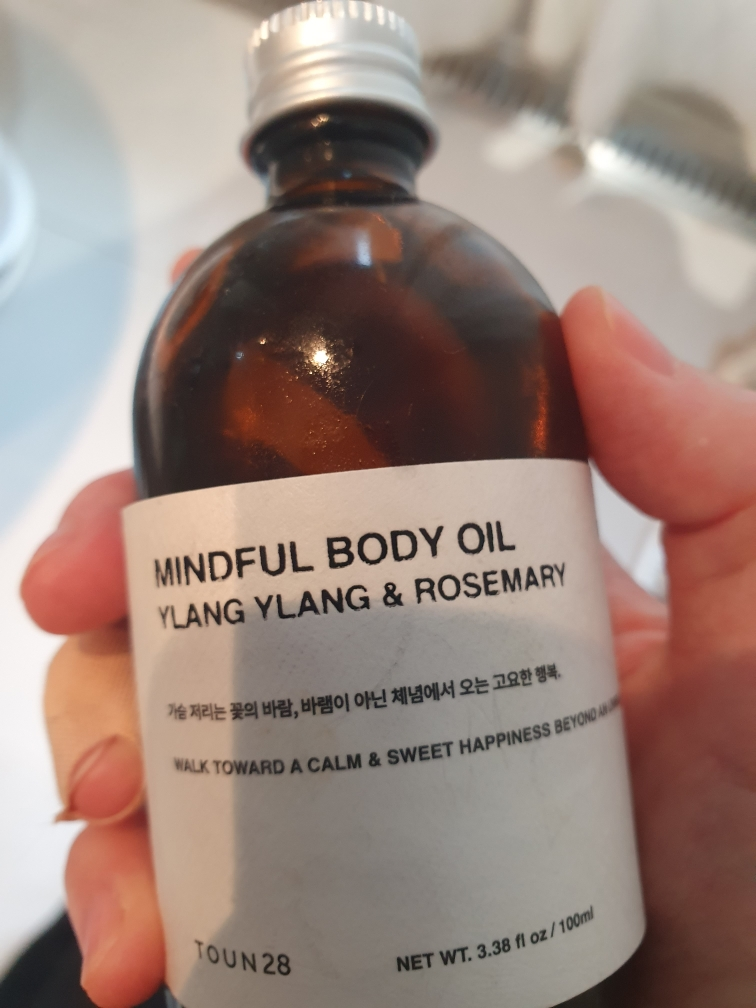 MINDFUL BODY OIL
YLANG YLANG & ROSEMARY
가슴 저리는 꽃의 바람, 바램이 아닌 체념에서 오는 고요한 행복.
WALK TOWARD A CALM & SWEET HAPPINESS BEYOND AN
TOUN28
NET WT. 3.38 fl oz / 100ml